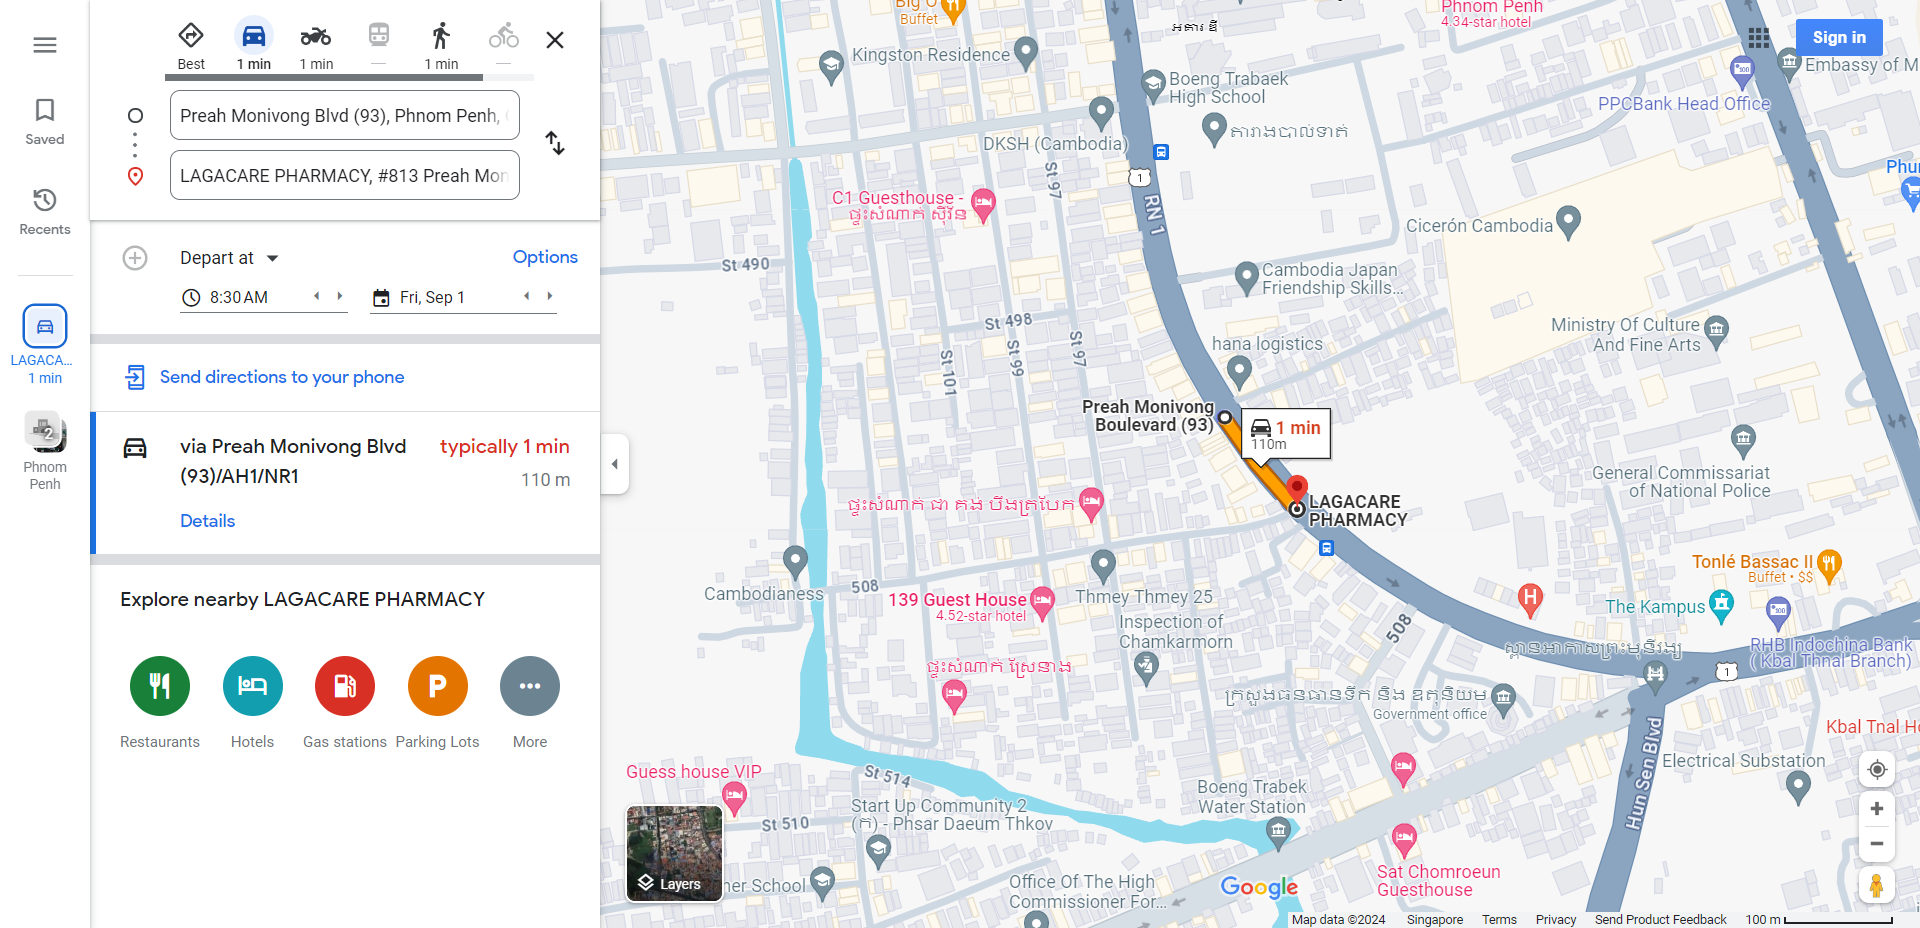 Best
1 min
1 min
—
1 min
—
Preah Monivong Blvd (93), Phnom Penh,
LAGACARE PHARMACY, #813 Preah Mon
Saved
Recents
LAGACA...
1 min
2
Phnom
Penh
Depart at
Options
8:30 AM
Fri, Sep 1
Send directions to your phone
via Preah Monivong Blvd
(93)/AH1/NR1
typically 1 min
110 m
Details
Explore nearby LAGACARE PHARMACY
P
Restaurants
Hotels
Gas stations
Parking Lots
More
Big O
Buffet
Kingston Residence
Boeng Trabaek
High School
DKSH (Cambodia)
តារាងបាល់ទាត់
អគារ ឌី
Phnom Penh
4.34-star hotel
Sign in
Embassy of M
PPCBank Head Office
Phu
C1 Guesthouse -
ផ្ទះសំណាក់ ស៊ីវ័ន
St 97
1
RN 1
Cicerón Cambodia
St 490
Cambodia Japan
Friendship Skills...
St 498
St 97
St 99
St 101
hana logistics
Ministry Of Culture
And Fine Arts
Preah Monivong
Boulevard (93)
1 min
110m
LAGACARE
PHARMACY
General Commissariat
of National Police
ផ្ទះសំណាក់ ជា គង់ បឹងត្របែក
Cambodianess
508
139 Guest House
4.52-star hotel
Thmey Thmey 25
Inspection of
Chamkarmorn
508
H
Tonlé Bassac II
Buffet • $$
The Kampus
RHB Indochina Bank
( Kbal Thnal Branch)
ស្ពានអាកាសព្រះមុនីវង្ស
1
ផ្ទះសំណាក់ ស្រែនាង
ក្រសួងធនធានទឹក និង ឧតុនិយម
Government office
Kbal Tnal Ho
Hun Sen Blvd
Electrical Substation
Guess house VIP
St 514
Start Up Community 2
(ក) - Phsar Daeum Thkov
St 510
Boeng Trabek
Water Station
Layers
ner School
Office Of The High
Commissioner For...
Google
Sat Chomroeun
Guesthouse
Map data ©2024
Singapore
Terms
Privacy
Send Product Feedback
100 m